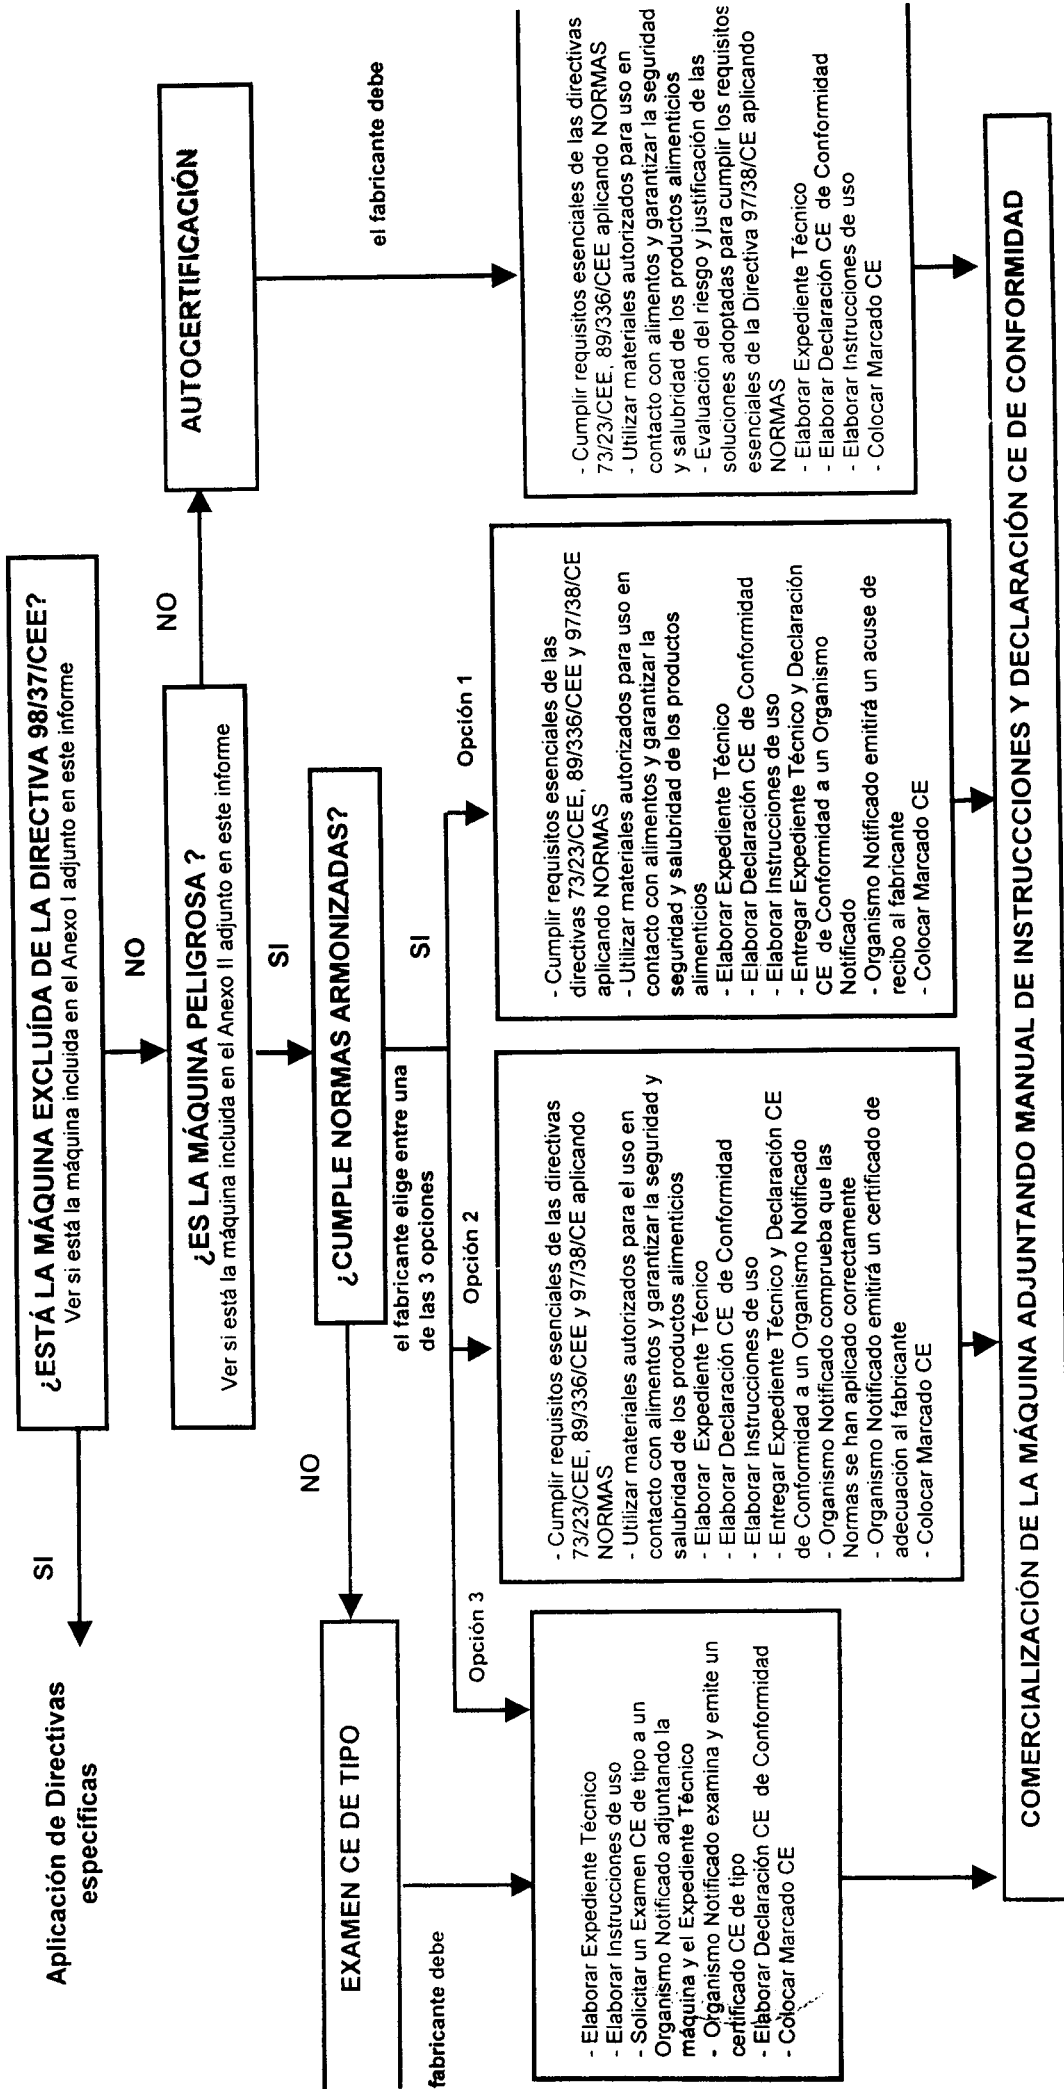 ¿ESTÁ LA MÁQUINA EXCLUÍDA DE LA DIRECTIVA 98/37/CEE?
Ver si está la máquina incluida en el Anexo I adjunto en este informe
SI
Aplicación de Directivas
específicas
NO
¿ES LA MÁQUINA PELIGROSA ?
Ver si está la máquina incluida en el Anexo II adjunto en este informe
NO
AUTOCERTIFICACIÓN
el fabricante debe
SI
¿CUMPLE NORMAS ARMONIZADAS?
NO
EXAMEN CE DE TIPO
fabricante debe
SI
el fabricante elige entre una
de las 3 opciones
Opción 3
Opción 2
Opción 1
- Elaborar Expediente Técnico
- Elaborar Instrucciones de uso
- Solicitar un Examen CE de tipo a un
Organismo Notificado adjuntando la
máquina y el Expediente Técnico
- Organismo Notificado examina y emite un
certificado CE de tipo
- Elaborar Declaración CE de Conformidad
- Colocar Marcado CE
- Cumplir requisitos esenciales de las directivas
73/23/CEE, 89/336/CEE y 97/38/CE aplicando
NORMAS
- Utilizar materiales autorizados para el uso en
contacto con alimentos y garantizar la seguridad y
salubridad de los productos alimenticios
- Elaborar Expediente Técnico
- Elaborar Declaración CE de Conformidad
- Elaborar Instrucciones de uso
- Entregar Expediente Técnico y Declaración CE
de Conformidad a un Organismo Notificado
- Organismo Notificado comprueba que las
Normas se han aplicado correctamente
- Organismo Notificado emitirá un certificado de
adecuación al fabricante
- Colocar Marcado CE
- Cumplir requisitos esenciales de las
directivas 73/23/CEE, 89/336/CEE y 97/38/CE
aplicando NORMAS
- Utilizar materiales autorizados para uso en
contacto con alimentos y garantizar la
seguridad y salubridad de los productos
alimenticios
- Elaborar Expediente Técnico
- Elaborar Declaración CE de Conformidad
- Elaborar Instrucciones de uso
- Entregar Expediente Técnico y Declaración
CE de Conformidad a un Organismo
Notificado
- Organismo Notificado emitirá un acuse de
recibo al fabricante
- Colocar Marcado CE
- Cumplir requisitos esenciales de las directivas
73/23/CEE, 89/336/CEE aplicando NORMAS
- Utilizar materiales autorizados para uso en
contacto con alimentos y garantizar la seguridad
y salubridad de los productos alimenticios
- Evaluación del riesgo y justificación de las
soluciones adoptadas para cumplir los requisitos
esenciales de la Directiva 97/38/CE aplicando
NORMAS
- Elaborar Expediente Técnico
- Elaborar Declaración CE de Conformidad
- Elaborar Instrucciones de uso
- Colocar Marcado CE
COMERCIALIZACIÓN DE LA MÁQUINA ADJUNTANDO MANUAL DE INSTRUCCIONES Y DECLARACIÓN CE DE CONFORMIDAD